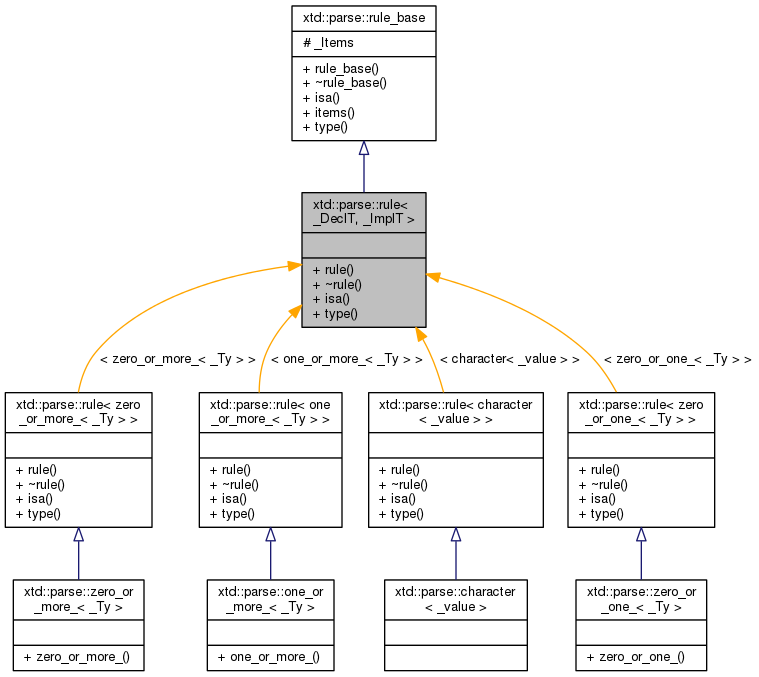 xtd::parse::rule_base
# _Items
+ rule_base()
+ ~rule_base()
+ isa()
+ items()
+ type()
xtd::parse::rule<
_DeclT, _ImplT >
+ rule()
+ ~rule()
+ isa()
+ type()
< zero_or_more_< _Ty > >
< one_or_more_< _Ty > >
< character< _value > >
< zero_or_one_< _Ty > >
xtd::parse::rule< zero
_or_more_< _Ty > >
+ rule()
+ ~rule()
+ isa()
+ type()
xtd::parse::rule< one
_or_more_< _Ty > >
+ rule()
+ ~rule()
+ isa()
+ type()
xtd::parse::rule< character
< _value > >
+ rule()
+ ~rule()
+ isa()
+ type()
xtd::parse::rule< zero
_or_one_< _Ty > >
+ rule()
+ ~rule()
+ isa()
+ type()
xtd::parse::zero_or
_more_< _Ty >
+ zero_or_more_()
xtd::parse::one_or
_more_< _Ty >
+ one_or_more_()
xtd::parse::character
< _value >
xtd::parse::zero_or
_one_< _Ty >
+ zero_or_one_()